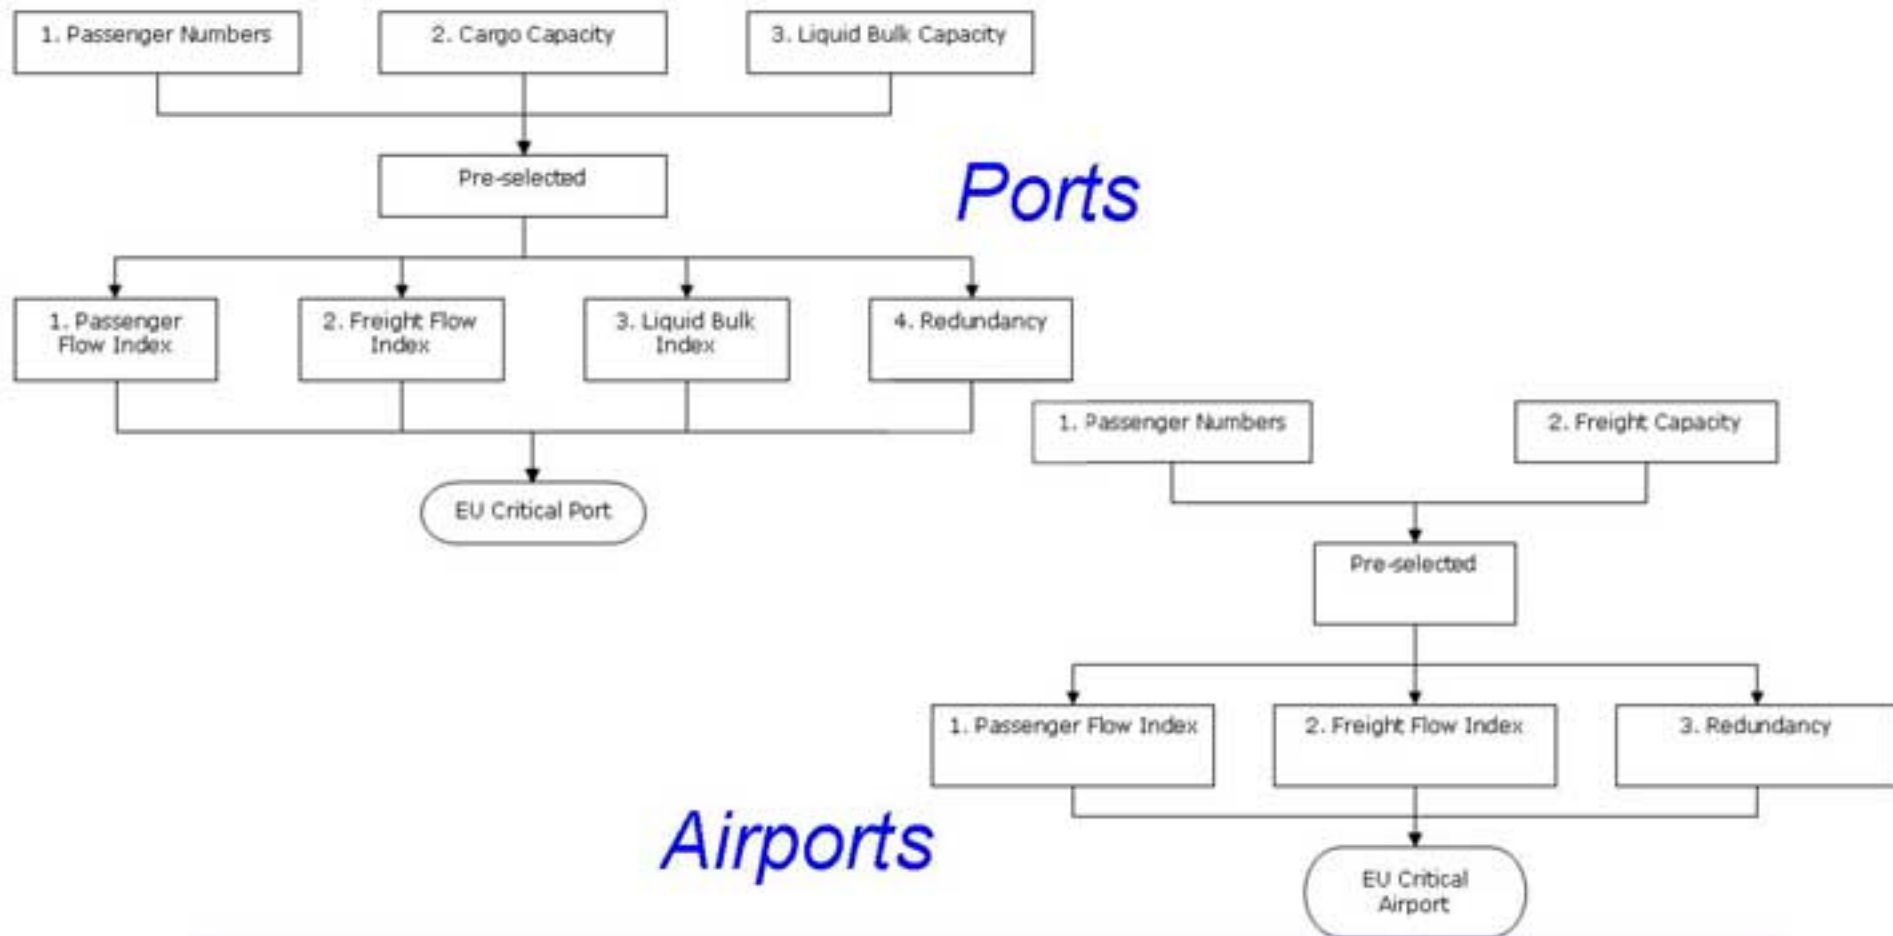 1. Passenger Numbers
2. Cargo Capacity
3. Liquid Bulk Capacity
Pre-selected
Ports
1. Passenger
Flow Index
2. Freight Flow
Index
3. Liquid Bulk
Index
4. Redundancy
EU Critical Port
1. Passenger Numbers
2. Freight Capacity
Pre-selected
1. Passenger Flow Index
2. Freight Flow Index
3. Redundancy
Airports
EU Critical
Airport